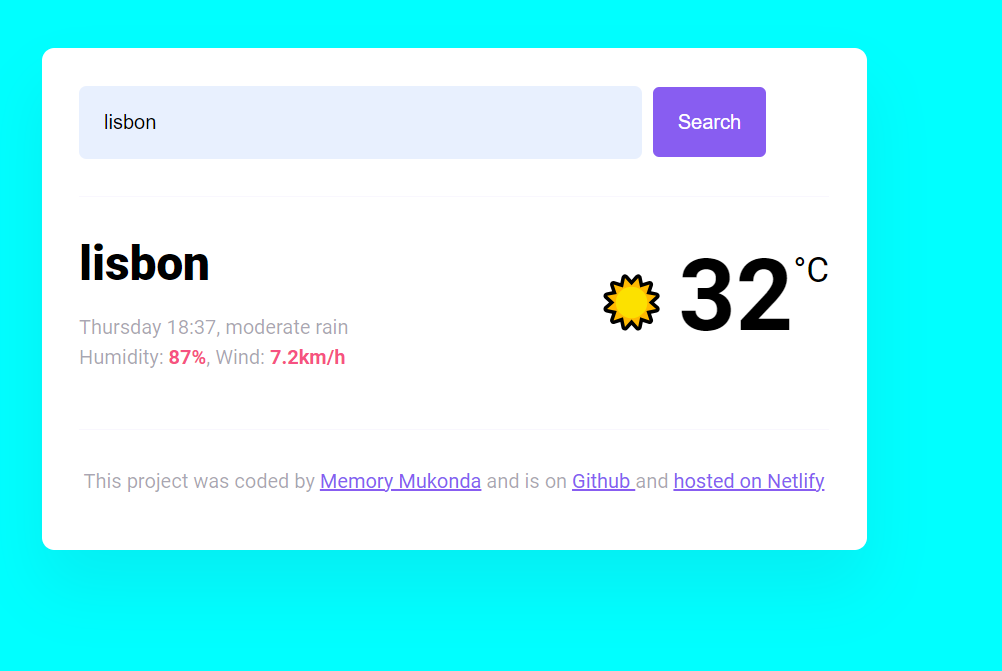 lisbon
Search
lisbon
32°C
Thursday 18:37, moderate rain
Humidity: 87%, Wind: 7.2km/h
This project was coded by Memory Mukonda and is on Github and hosted on Netlify